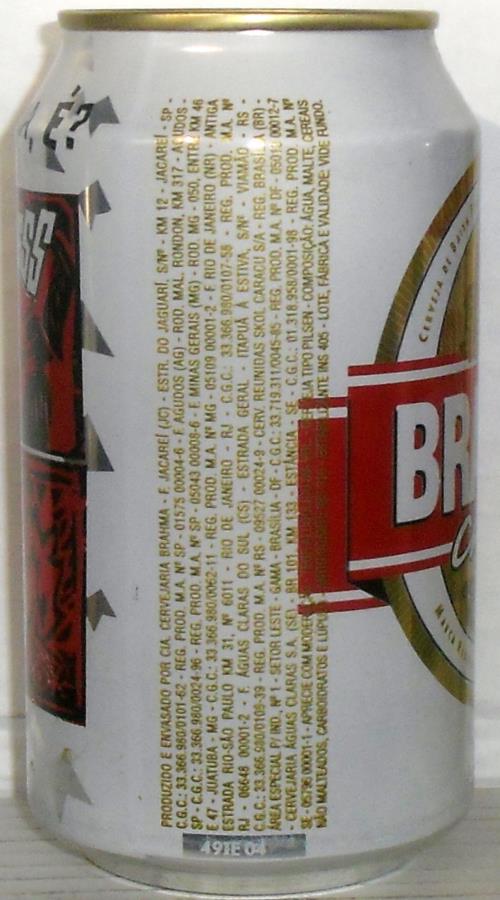 PRODUZIDO E ENVASADO POR CIA. CERVEJARIA BRAHMA - F. JACAREÍ (JC) - ESTR. DO JAGUARÍ, S/Nº - KM 12 - JACAREÍ - SP -
C.G.C.: 33.366.980/0101-62 - REG. PROD. M.A. Nº SP - 01575 00004-6 - F. AGUDOS (AG) - ROD. MAL. RONDON, KM 317 - AGUDOS -
SP - C.G.C.: 33.366.980/0024-96 - REG. PROD. M.A. Nº SP - 05043 00008-6 - F. MINAS GERAIS (MG) - ROD. MG - 050, ENTRE KM 46
E 47 - JUATUBA - MG - C.G.C.: 33.366.980/0062-11 - REG. PROD. M.A. Nº MG - 05109 00001-2 - F. RIO DE JANEIRO (NR) - ANTIGA
ESTRADA RIO-SÃO PAULO KM 31, Nº 6011 - RIO DE JANEIRO - RJ - C.G.C.: 33.366.980/0107-58 - REG. PROD. M.A. Nº
RJ - 06648 00001-2 - F. ÁGUAS CLARAS DO SUL (CS) - ESTRADA GERAL - ITAPUÃ À ESTIVA, S/Nº - VIAMÃO - RS -
C.G.C.: 33.366.980/0109-39 - REG. PROD. M.A. Nº RS - 09527 00024-9 - CERV. REUNIDAS SKOL CARACU S/A - REG. BRASÍLIA (BR) -
ÁREA ESPECIAL P/ IND. Nº 1 - SETOR LESTE - GAMA - BRASÍLIA - DF - C.G.C.: 33.719.311/0045-85 - REG. PROD. M.A. Nº DF - 00012-7
- CERVEJARIA ÁGUAS CLARAS S.A. (SE) - BR 101, KM 133 - ESTÂNCIA - SE - C.G.C.: 01.318.938/0001-98 - REG. PROD. M.A. Nº
SE - 00001-1 - APRECIE COM TIPO PILSEN - COMPOSIÇÃO: ÁGUA, MALTE, CEREAIS
NÃO MALTEADOS, CARBOIDRATOS E LÚPULO INS 405 - LOTE, FÁBRICA E VALIDADE: VIDE FUNDO.
491E 04
É?
SS
CERVEJA DE
BR
C
MARCA